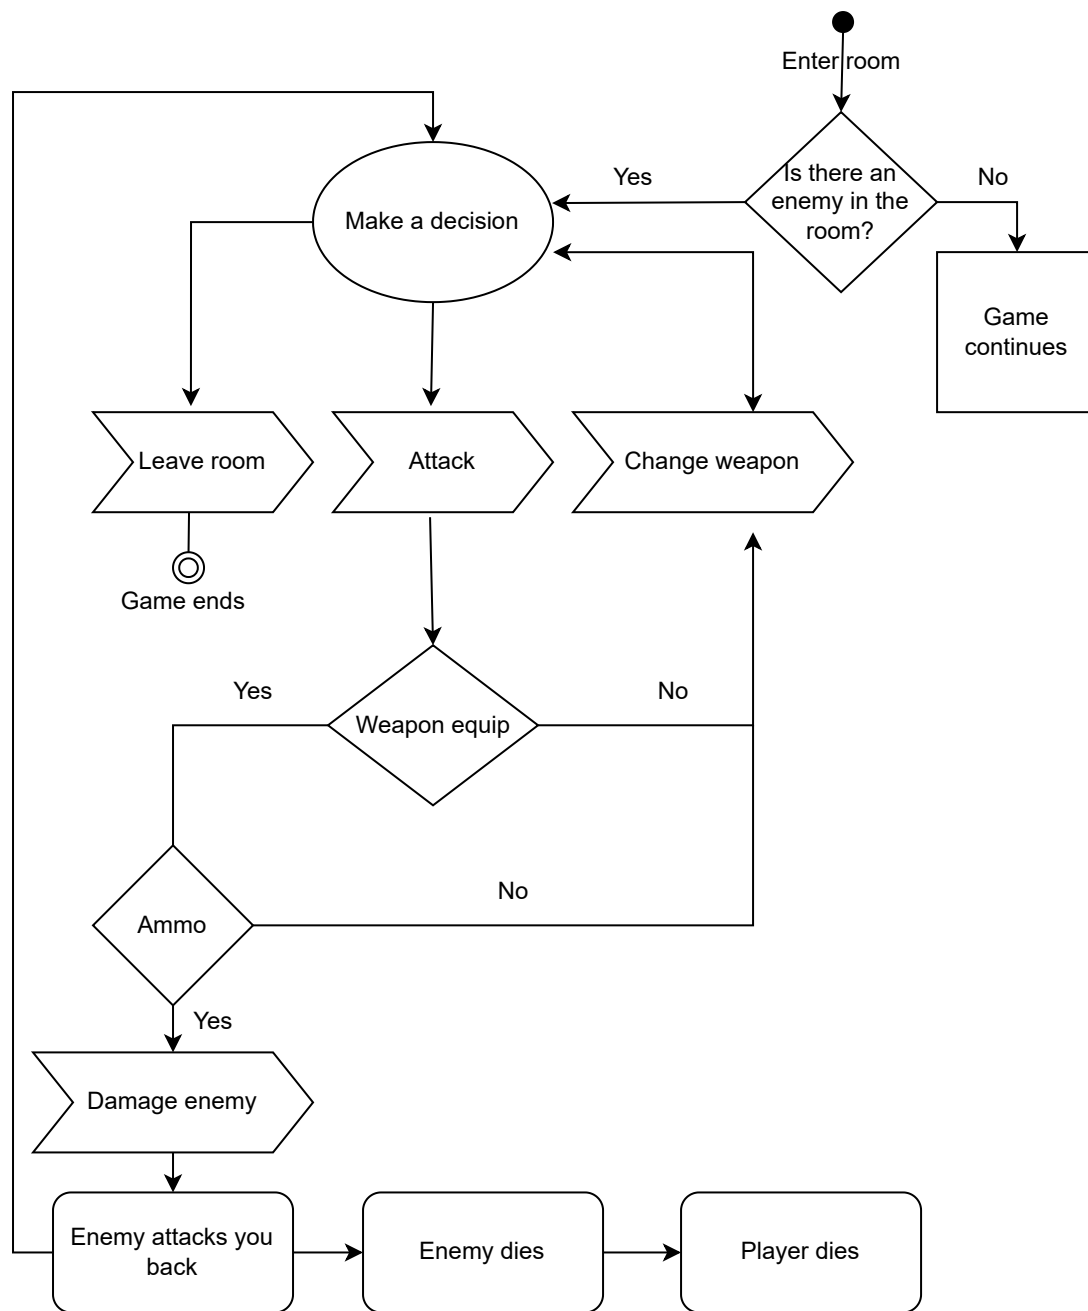 Enter room
Is there an
enemy in the
room?
Yes
No
Make a decision
Game
continues
Leave room
Attack
Change weapon
Game ends
Yes
No
Weapon equip
No
Ammo
Yes
Damage enemy
Enemy attacks you
back
Enemy dies
Player dies